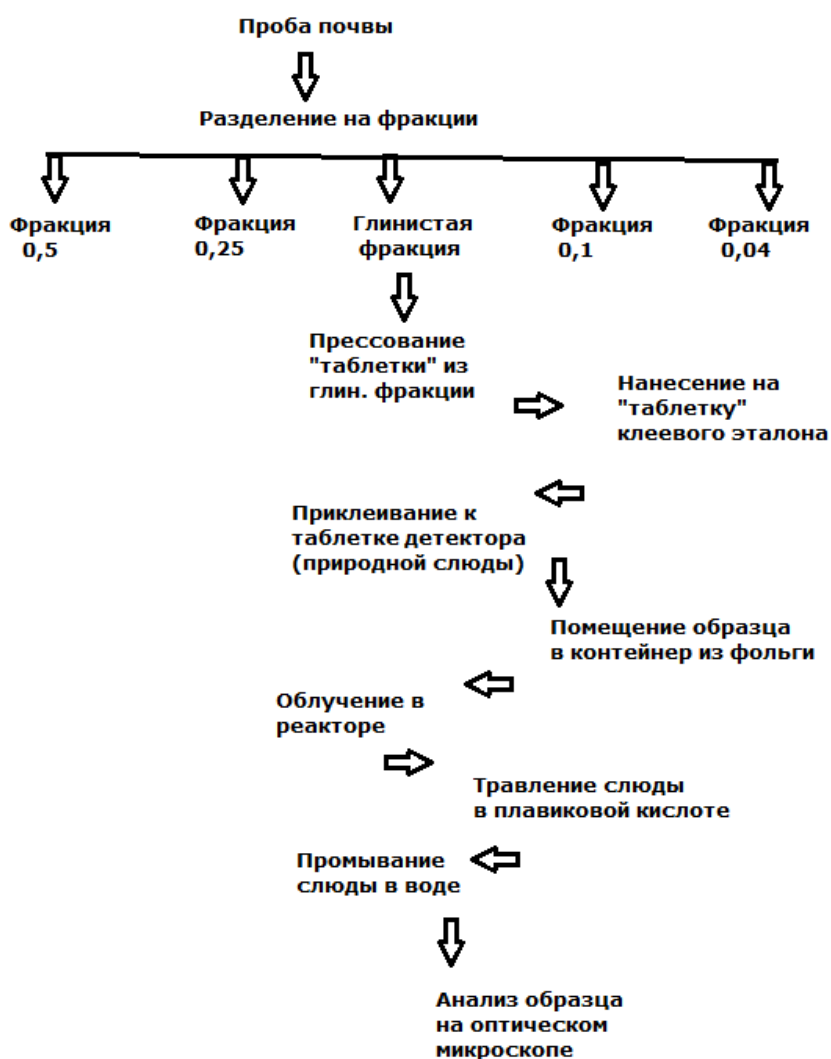 Проба почвы
Разделение на фракции
Фракция
0,5
Фракция
0,25
Глинистая
фракция
Фракция
0,1
Фракция
0,04
Прессование
"таблетки" из
глин. фракции
Нанесение на
"таблетку"
клеевого эталона
Приклеивание к
таблетке детектора
(природной слюды)
Помещение образца
в контейнер из фольги
Облучение в
реакторе
Травление слюды
в плавиковой кислоте
Промывание
слюды в воде
Анализ образца
на оптическом
микроскопе